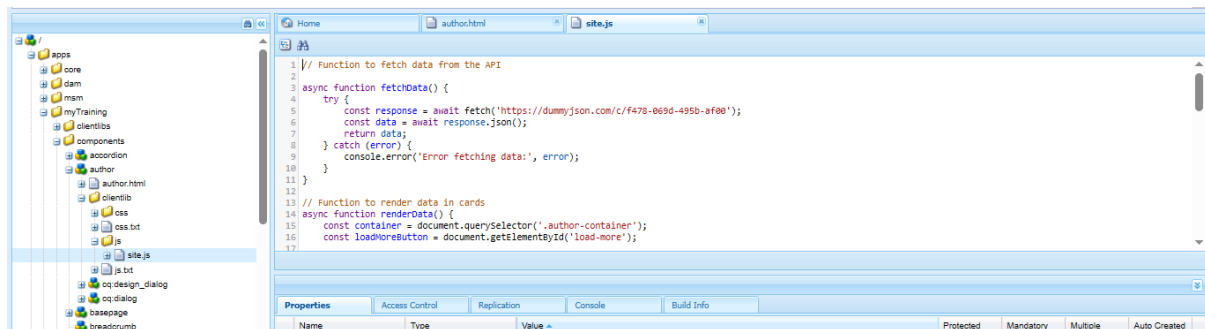 Home
author.html
site.js
/
apps
core
dam
msm
myTraining
clientlibs
components
accordion
author
author.html
clientlib
css
css.txt
js
site.js
js.txt
cq:design_dialog
cq:dialog
basepage
breadcrumb
1 // Function to fetch data from the API
2
3 async function fetchData() {
4 try {
5 const response = await fetch('https://dummyjson.com/c/f478-069d-495b-af00');
6 const data = await response.json();
7 return data;
8 } catch (error) {
9 console.error('Error fetching data:', error);
10 }
11 }
12
13 // Function to render data in cards
14 async function renderData() {
15 const container = document.querySelector('.author-container');
16 const loadMoreButton = document.getElementById('load-more');
17
Properties Access Control Replication Console Build Info
Name Type Value Protected Mandatory Multiple Auto Created